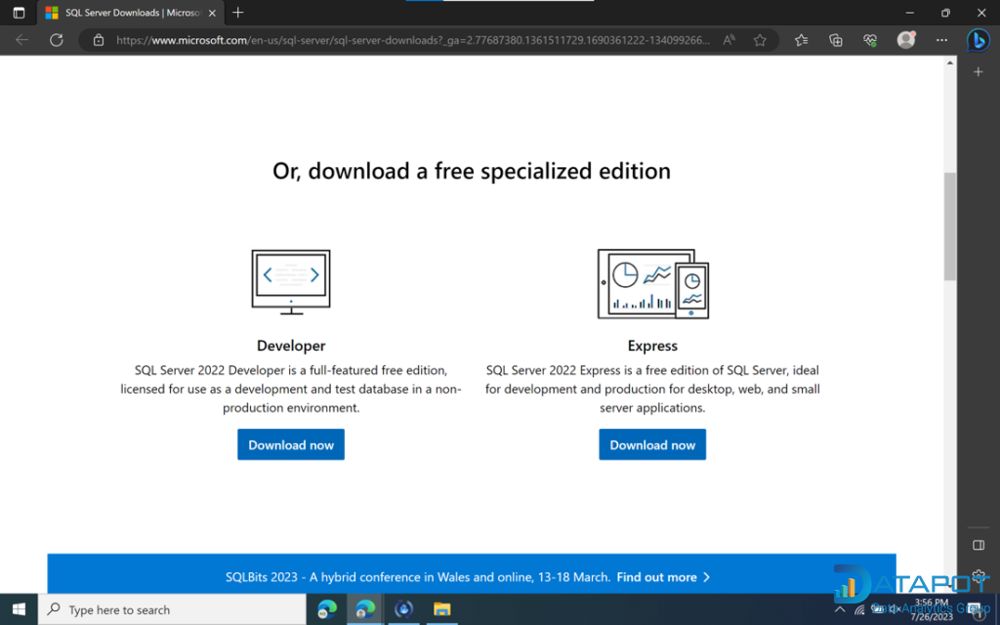 SQL Server Downloads | Microso
https://www.microsoft.com/en-us/sql-server/sql-server-downloads?_ga=2.77687380.1361511729.1690361222-134099266...
Or, download a free specialized edition
Developer
SQL Server 2022 Developer is a full-featured free edition,
licensed for use as a development and test database in a non-
production environment.
Download now
Express
SQL Server 2022 Express is a free edition of SQL Server, ideal
for development and production for desktop, web, and small
server applications.
Download now
SQLBits 2023 - A hybrid conference in Wales and online, 13-18 March. Find out more
DATAPOT
Data Analytics Group
Type here to search
3:56 PM
7/26/2023